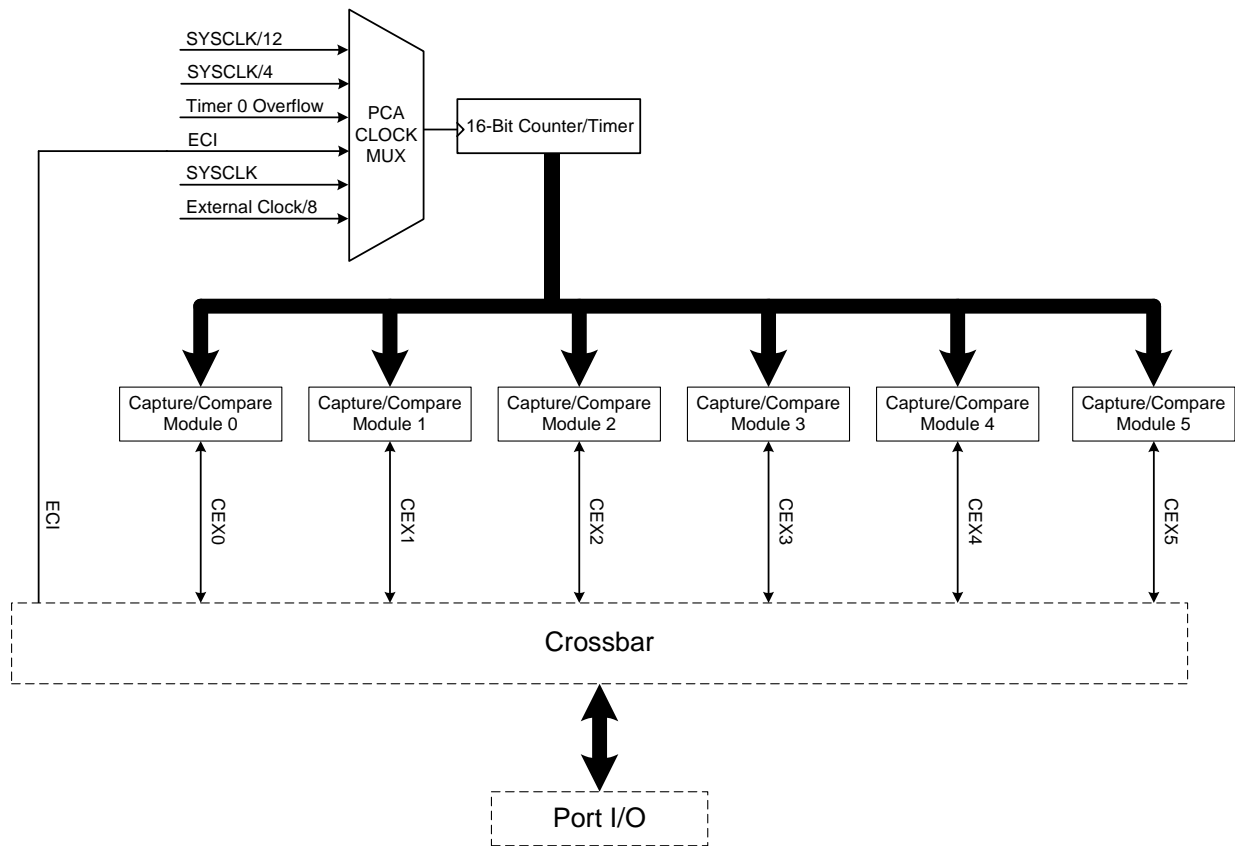 SYSCLK/12
SYSCLK/4
Timer 0 Overflow
ECI
SYSCLK
External Clock/8
PCA
CLOCK
MUX
16-Bit Counter/Timer
Capture/Compare
Module 0
Capture/Compare
Module 1
Capture/Compare
Module 2
Capture/Compare
Module 3
Capture/Compare
Module 4
Capture/Compare
Module 5
ECI
CEX0
CEX1
CEX2
CEX3
CEX4
CEX5
Crossbar
Port I/O